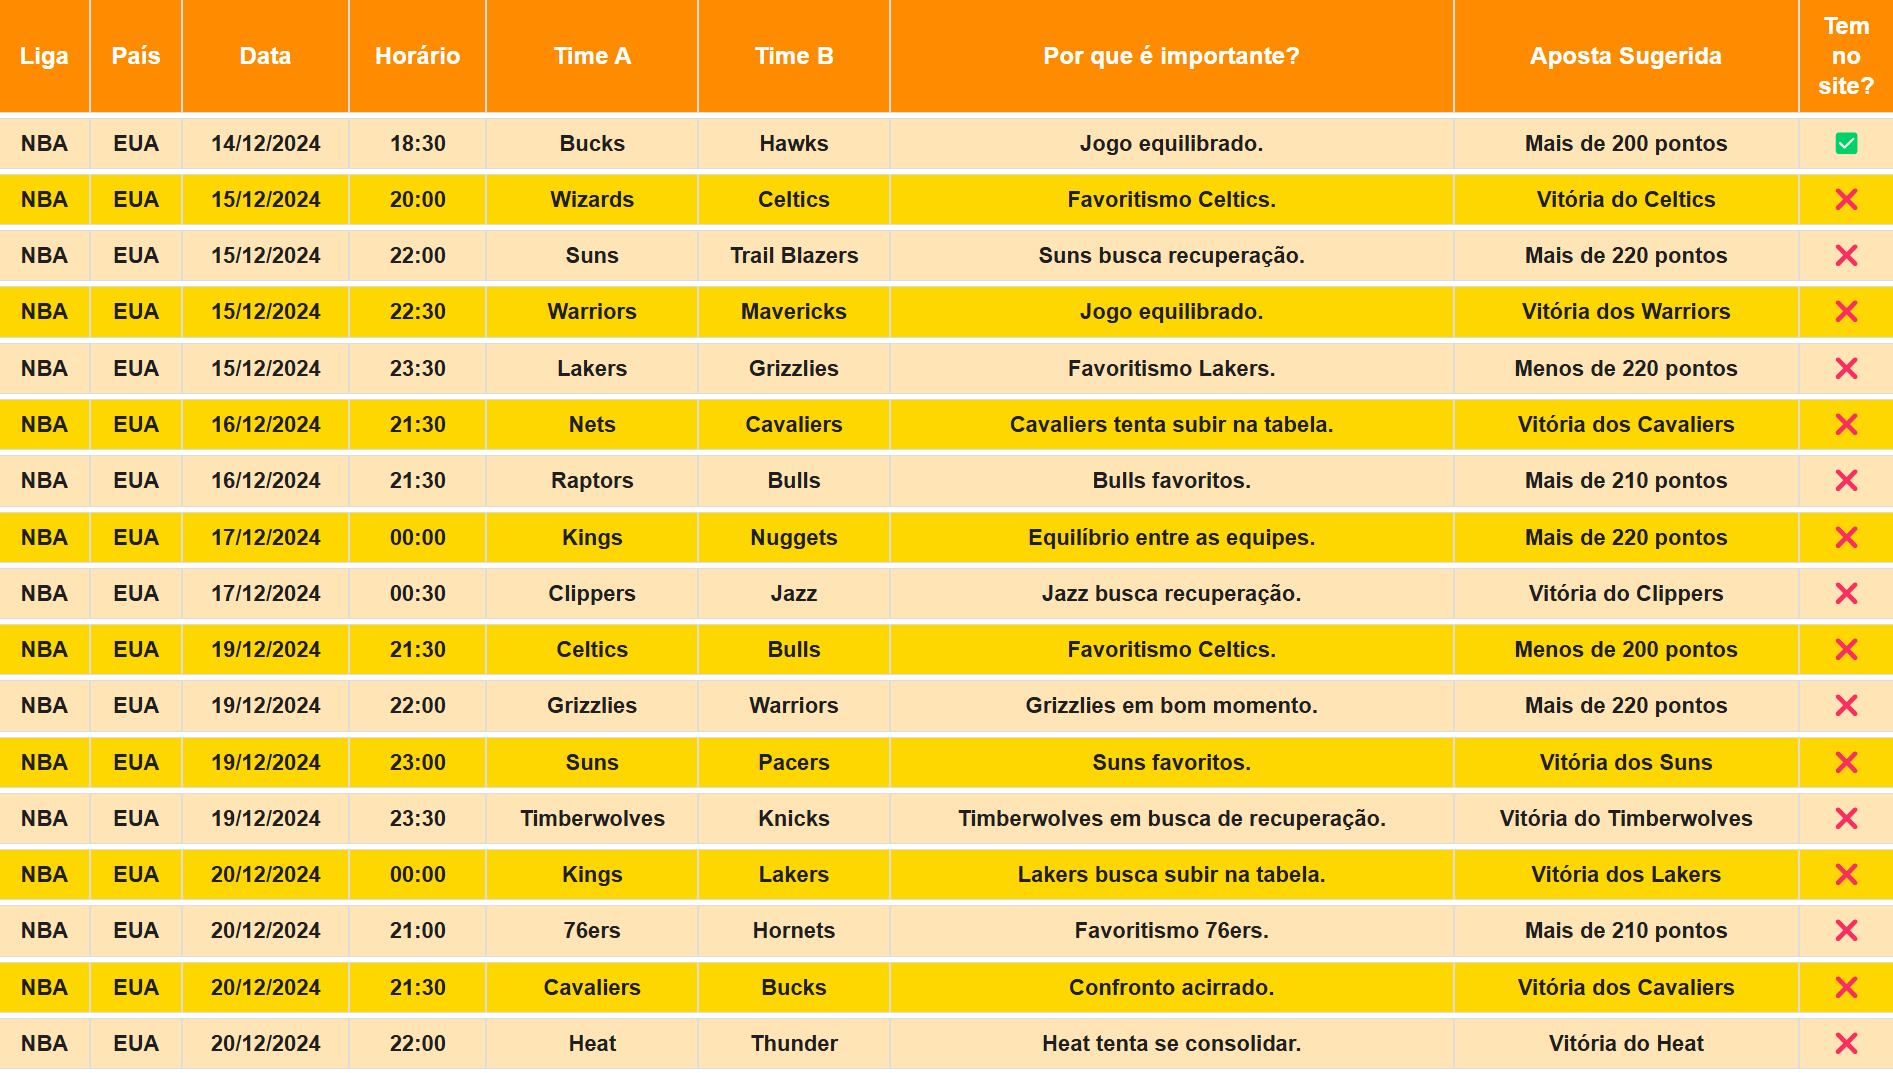 Liga País Data Horário Time A Time B Por que é importante? Aposta Sugerida Tem no site?
NBA EUA 14/12/2024 18:30 Bucks Hawks Jogo equilibrado. Mais de 200 pontos ✅
NBA EUA 15/12/2024 20:00 Wizards Celtics Favoritismo Celtics. Vitória do Celtics ❌
NBA EUA 15/12/2024 22:00 Suns Trail Blazers Suns busca recuperação. Mais de 220 pontos ❌
NBA EUA 15/12/2024 22:30 Warriors Mavericks Jogo equilibrado. Vitória dos Warriors ❌
NBA EUA 15/12/2024 23:30 Lakers Grizzlies Favoritismo Lakers. Menos de 220 pontos ❌
NBA EUA 16/12/2024 21:30 Nets Cavaliers Cavaliers tenta subir na tabela. Vitória dos Cavaliers ❌
NBA EUA 16/12/2024 21:30 Raptors Bulls Bulls favoritos. Mais de 210 pontos ❌
NBA EUA 17/12/2024 00:00 Kings Nuggets Equilíbrio entre as equipes. Mais de 220 pontos ❌
NBA EUA 17/12/2024 00:30 Clippers Jazz Jazz busca recuperação. Vitória do Clippers ❌
NBA EUA 19/12/2024 21:30 Celtics Bulls Favoritismo Celtics. Menos de 200 pontos ❌
NBA EUA 19/12/2024 22:00 Grizzlies Warriors Grizzlies em bom momento. Mais de 220 pontos ❌
NBA EUA 19/12/2024 23:00 Suns Pacers Suns favoritos. Vitória dos Suns ❌
NBA EUA 19/12/2024 23:30 Timberwolves Knicks Timberwolves em busca de recuperação. Vitória do Timberwolves ❌
NBA EUA 20/12/2024 00:00 Kings Lakers Lakers busca subir na tabela. Vitória dos Lakers ❌
NBA EUA 20/12/2024 21:00 76ers Hornets Favoritismo 76ers. Mais de 210 pontos ❌
NBA EUA 20/12/2024 21:30 Cavaliers Bucks Confronto acirrado. Vitória dos Cavaliers ❌
NBA EUA 20/12/2024 22:00 Heat Thunder Heat tenta se consolidar. Vitória do Heat ❌